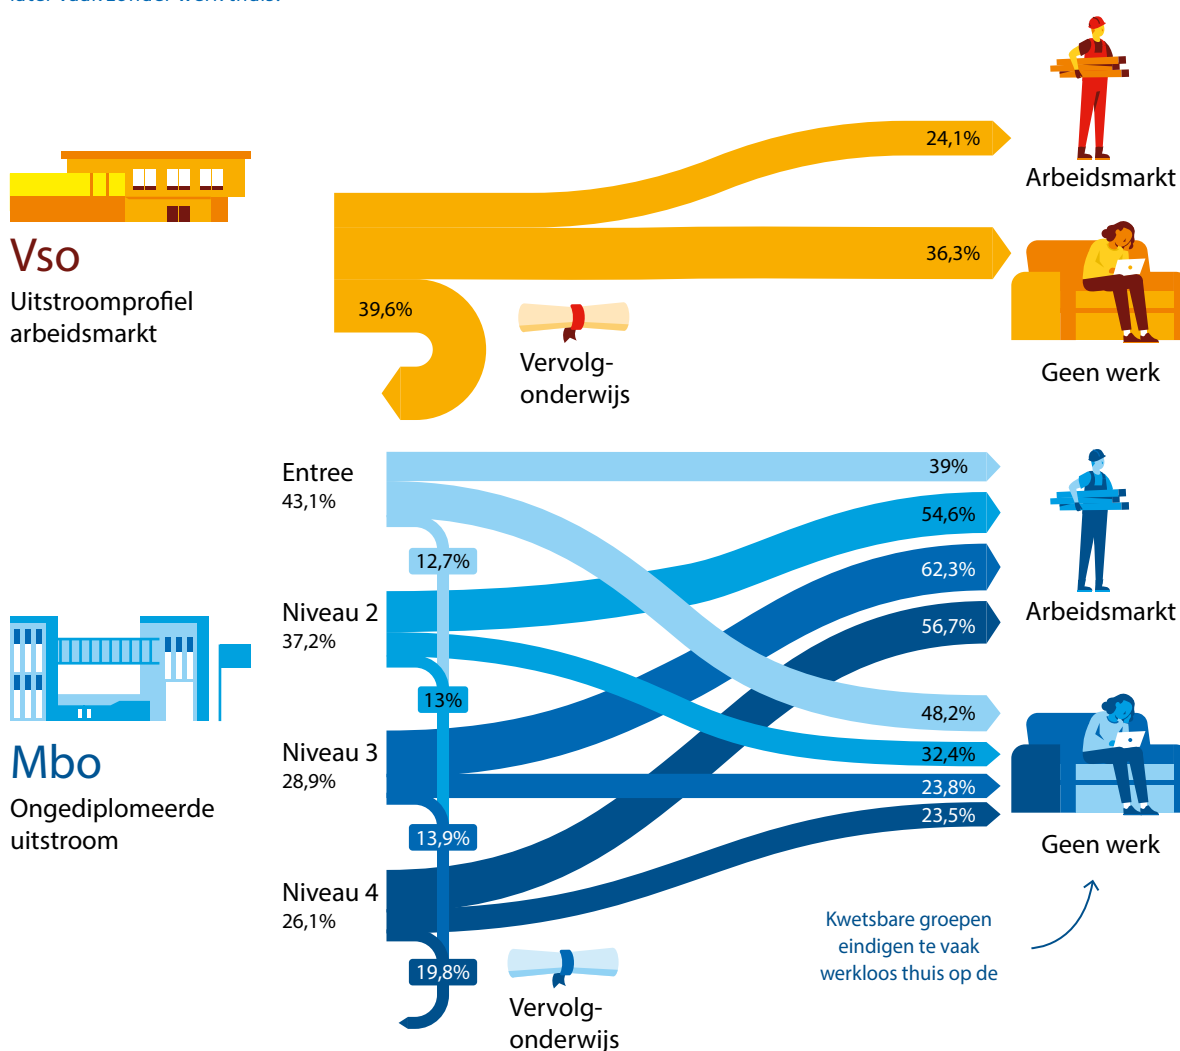 24,1%
Arbeidsmarkt
Vso
Uitstroomprofiel
arbeidsmarkt
36,3%
39,6%
Vervolg-
onderwijs
Geen werk
Entree
43,1%
39%
54,6%
12,7%
62,3%
Niveau 2
37,2%
56,7%
Arbeidsmarkt
13%
48,2%
Mbo
Ongediplomeerde
uitstroom
Niveau 3
28,9%
32,4%
23,8%
23,5%
13,9%
Geen werk
Niveau 4
26,1%
19,8%
Vervolg-
onderwijs
Kwetsbare groepen
eindigen te vaak
werkloos thuis op de